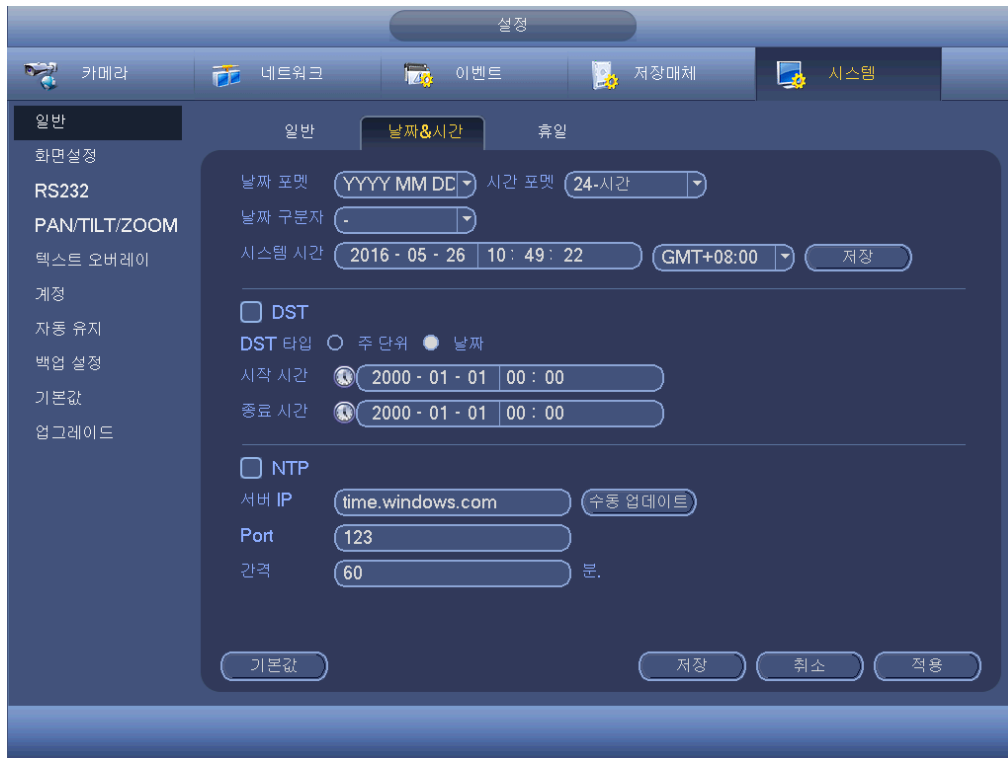 설정
카메라 네트워크 이벤트 저장매체 시스템
일반
화면설정
RS232
PAN/TILT/ZOOM
텍스트 오버레이
계정
자동 유지
백업 설정
기본값
업그레이드
일반 날짜&시간 휴일
날짜 포멧 YYYY MM DD 시간 포멧 24-시간
날짜 구분자 -
시스템 시간 2016 - 05 - 26 10 : 49 : 22 GMT+08:00 저장
DST
DST 타입 주 단위 날짜
시작 시간 2000 - 01 - 01 00 : 00
종료 시간 2000 - 01 - 01 00 : 00
NTP
서버 IP time.windows.com 수동 업데이트
Port 123
간격 60 분.
기본값 저장 취소 적용